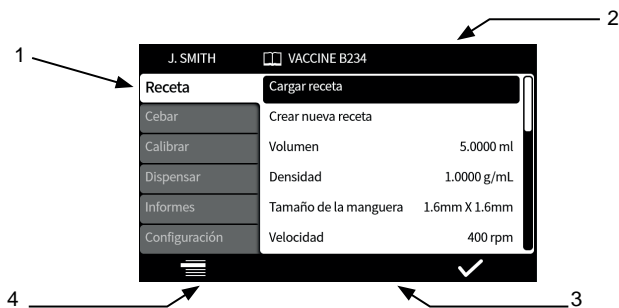 2
1
J. SMITH VACCINE B234
Receta Cargar receta
Cebar Crear nueva receta
Calibrar Volumen 5.0000 ml
Dispensar Densidad 1.0000 g/mL
Informes Tamaño de la manguera 1.6mm X 1.6mm
Configuración Velocidad 400 rpm
4 3